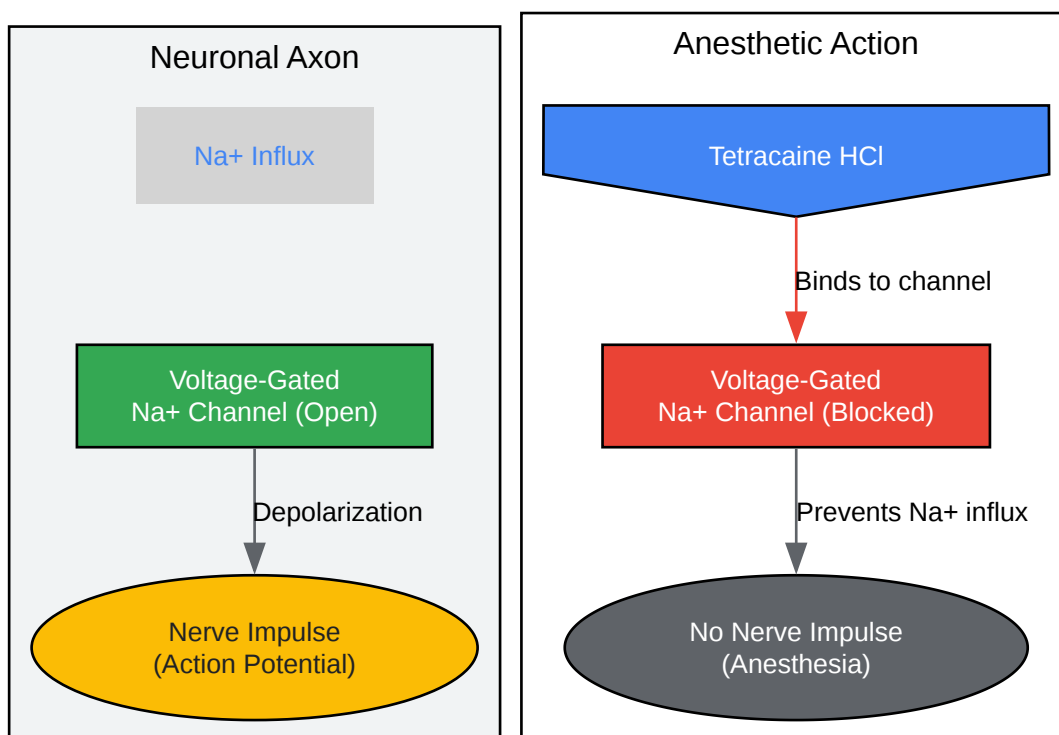 Neuronal Axon
Na+ Influx
Voltage-Gated
Na+ Channel (Open)
Depolarization
Nerve Impulse
(Action Potential)
Anesthetic Action
Tetracaine HCl
Binds to channel
Voltage-Gated
Na+ Channel (Blocked)
Prevents Na+ influx
No Nerve Impulse
(Anesthesia)